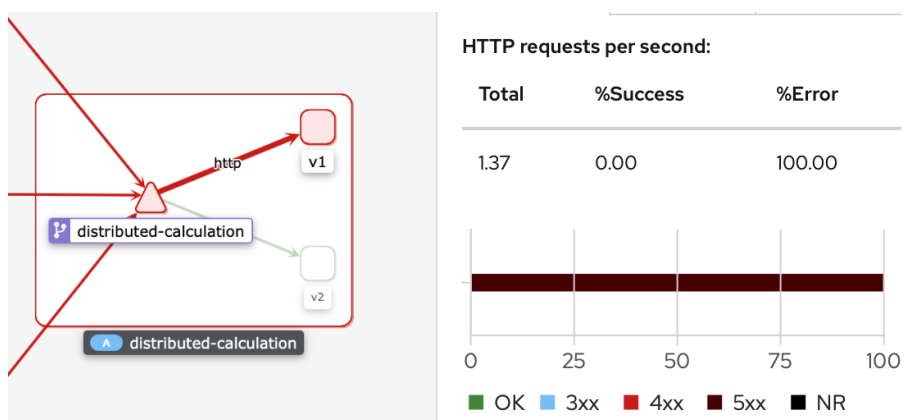 http
v1
distributed-calculation
v2
A distributed-calculation
HTTP requests per second:
Total %Success %Error
1.37 0.00 100.00
0 25 50 75 100
OK 3xx 4xx 5xx NR